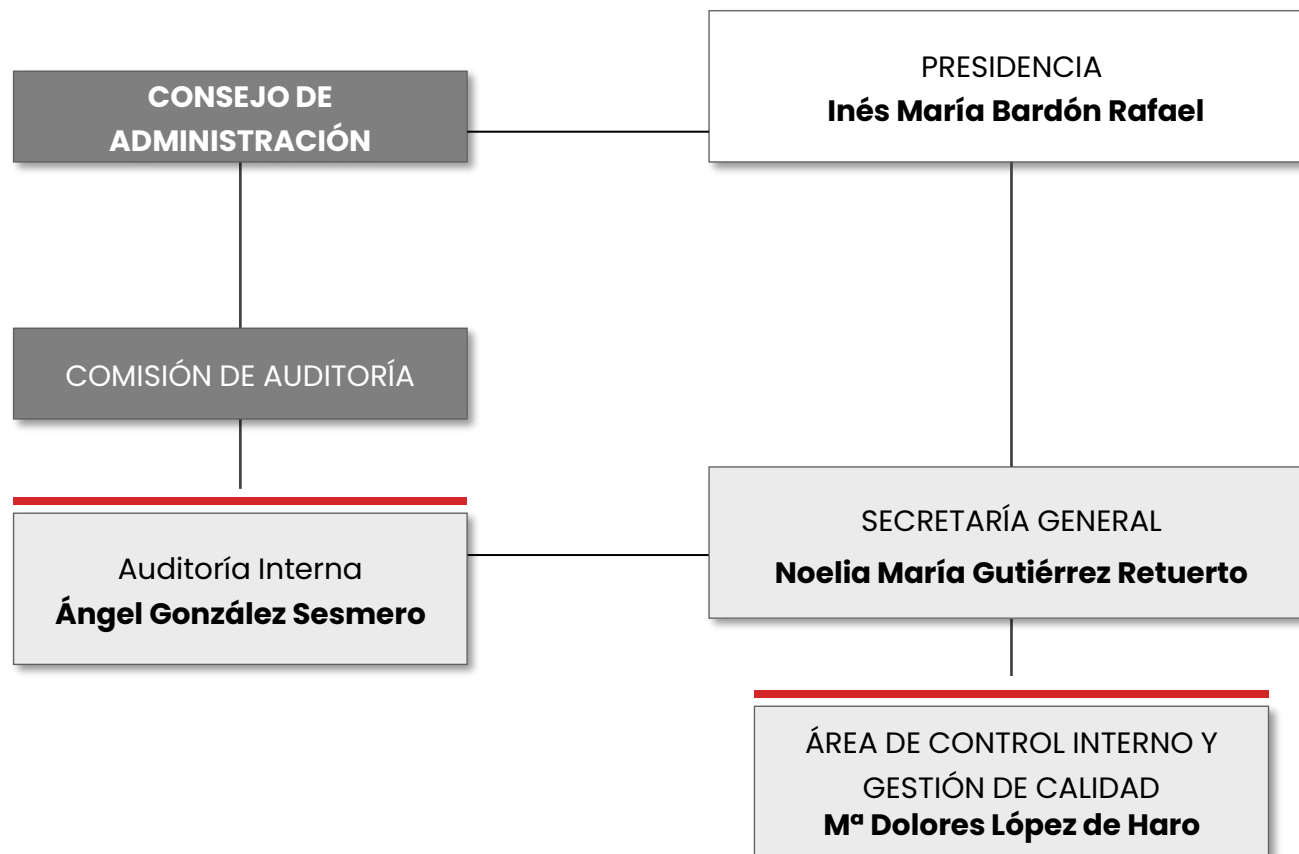 PRESIDENCIA
Inés María Bardón Rafael
CONSEJO DE
ADMINISTRACIÓN
COMISIÓN DE AUDITORÍA
Auditoría Interna
Ángel González Sesmero
SECRETARÍA GENERAL
Noelia María Gutiérrez Retuerto
ÁREA DE CONTROL INTERNO Y
GESTIÓN DE CALIDAD
Mª Dolores López de Haro